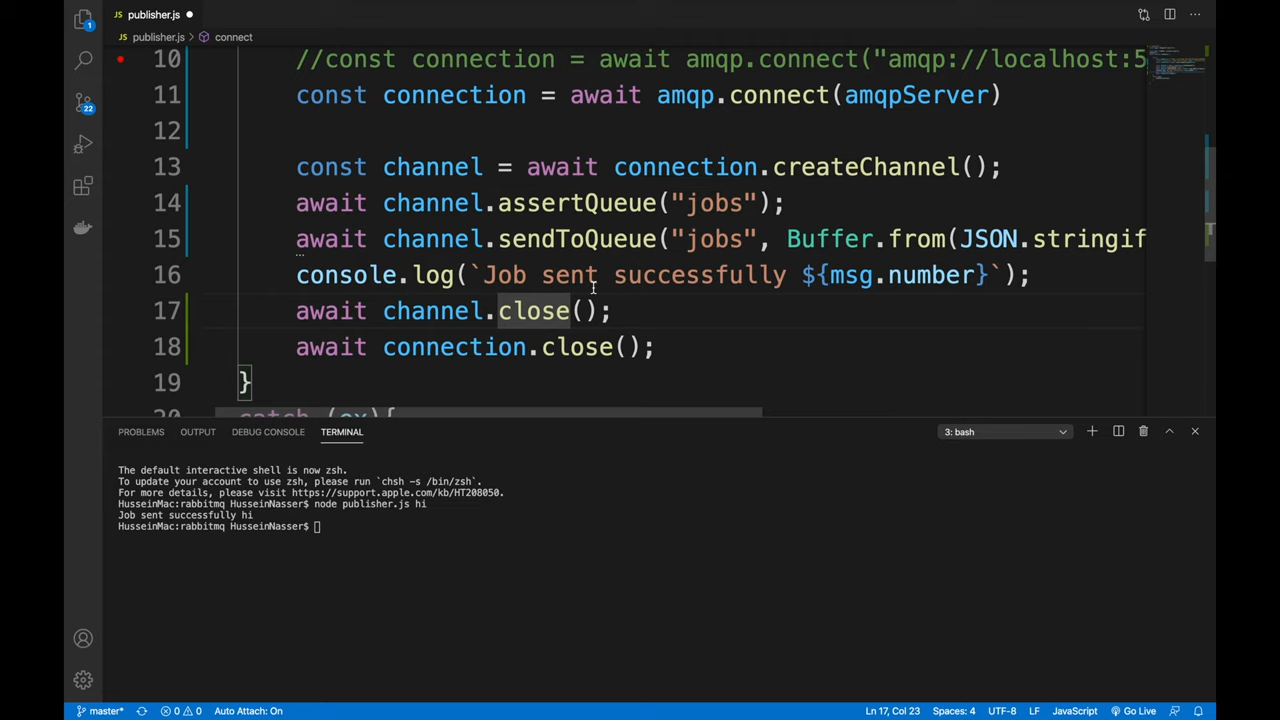 publisher.js
publisher.js connect
10 //const connection = await amqp.connect("amqp://localhost:5
11 const connection = await amqp.connect(amqpServer)
12
13 const channel = await connection.createChannel();
14 await channel.assertQueue("jobs");
15 await channel.sendToQueue("jobs", Buffer.from(JSON.stringif
16 console.log(`Job sent successfully ${msg.number}`);
17 await channel.close();
18 await connection.close();
19 }
20 catch (ex){
1
22
PROBLEMS OUTPUT DEBUG CONSOLE TERMINAL 3: bash
The default interactive shell is now zsh.
To update your account to use zsh, please run `chsh -s /bin/zsh`.
For more details, please visit https://support.apple.com/kb/HT208050.
HusseinMac:rabbitmq HusseinNasser$ node publisher.js hi
Job sent successfully hi
HusseinMac:rabbitmq HusseinNasser$
master* 0 0 Auto Attach: On Ln 17, Col 23 Spaces: 4 UTF-8 LF JavaScript Go Live